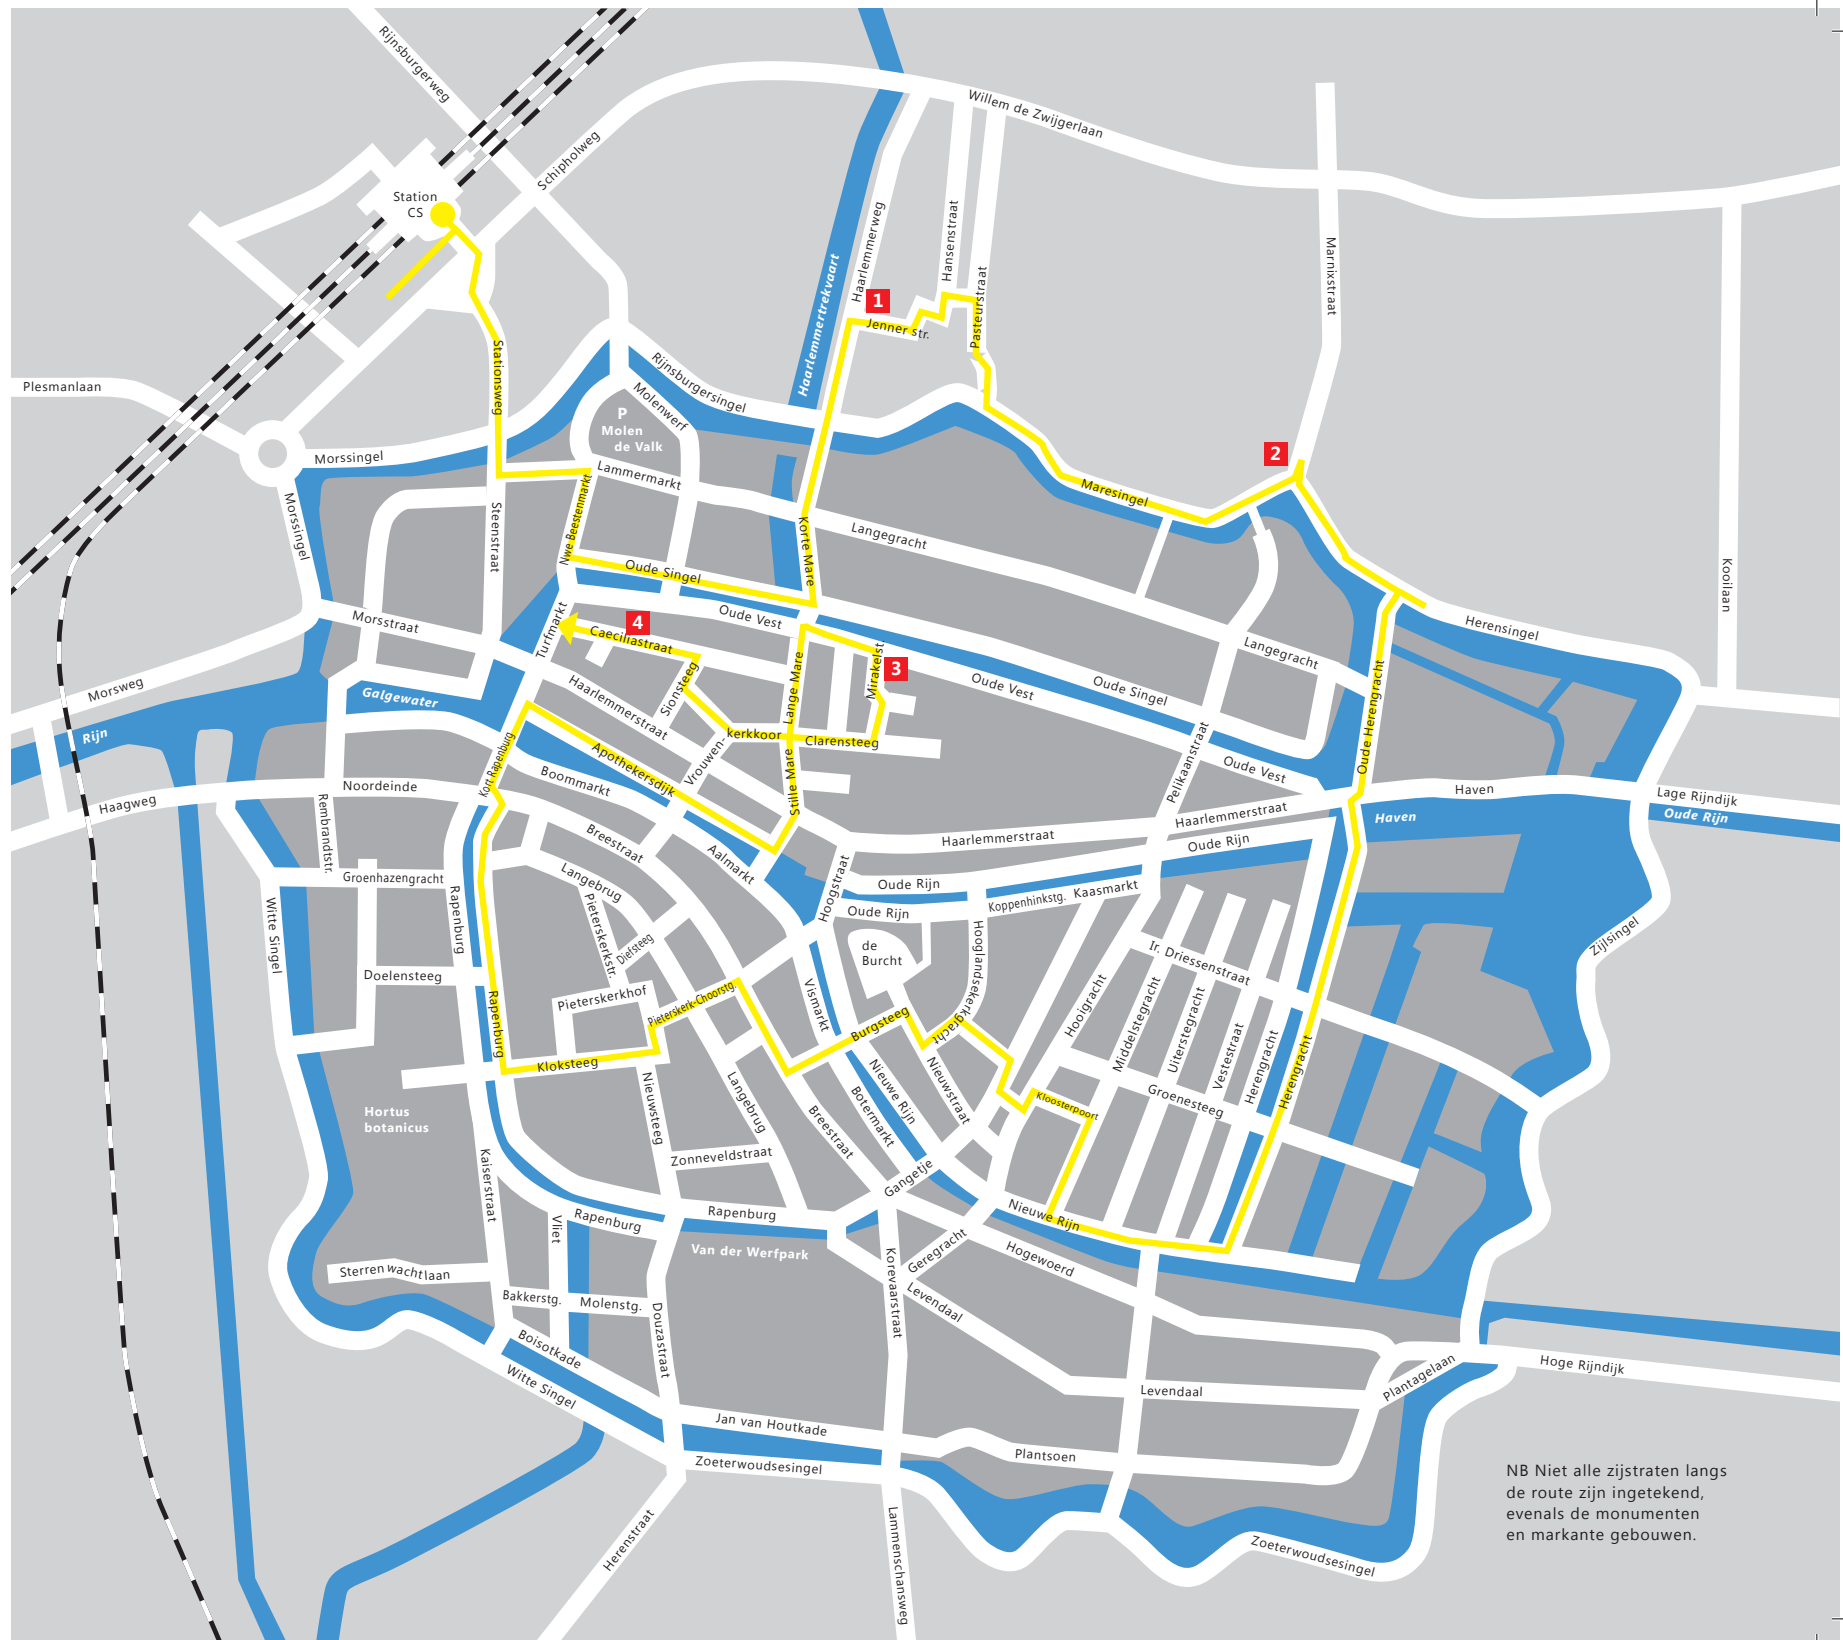 Rijnsburgerweg
Schipholweg
Willem de Zwijgerlaan
Station
CS
Haarlemmerweg
Hansenstraat
Marnixstraat
Haarlemmertrekvaart
Pasteurstraat
1
Jenner str.
Plesmanlaan
Stationsweg
Rijnsburgersingel
Molenwerf
P
Molen
de Valk
Morssingel
Lammermarkt
2
Maresingel
Morssingel
Steenstraat
Nwe Beestenmarkt
Korte Mare
Langegracht
Oude Singel
Kooilaan
Morsstraat
Turfmarkt
Oude Vest
4
Caeciliastraat
Herensingel
Langegracht
3
Morsweg
Galgewater
Sionsteeg
Haarlemmerstraat
Lange Mare
Mirakelst.
Oude Vest
Oude Singel
Oude Herengracht
Rijn
Kort Rapenburg
Apothekersdijk
Vrouwen-
kerkkoor
Clarensteeg
Pelikaanstraat
Oude Vest
Stille Mare
Haagweg
Noordeinde
Boommarkt
Haven
Lage Rijndijk
Oude Rijn
Haven
Rembrandtstr.
Breestraat
Aalmarkt
Haarlemmerstraat
Haarlemmerstraat
Oude Rijn
Groenhazengracht
Langebrug
Hoogstraat
Oude Rijn
Oude Rijn
Koppenhinkstg.
Kaasmarkt
Witte Singel
Rapenburg
Pieterskerkstr.
Diefsteeg
de
Burcht
Hooglandsekerkgracht
Ir. Driessenstraat
Zijlsingel
Doelensteeg
Pieterskerkhof
Pieterskerk-Choorstg.
Vismarkt
Burgsteeg
Hooigracht
Middelstegracht
Uiterstegracht
Vestestraat
Herengracht
Herengracht
Rapenburg
Kloksteeg
Nieuwsteeg
Langebrug
Breestraat
Botermarkt
Nieuwe Rijn
Nieuwstraat
Kloosterpoort
Groenesteeg
Hortus
botanicus
Kaiserstraat
Zonneveldstraat
Gangetje
Rapenburg
Rapenburg
Vliet
Van der Werfpark
Nieuwe Rijn
Geregracht
Hogewoerd
Sterrenwachtlaan
Bakkerstg.
Molenstg.
Douzastraat
Korevaarstraat
Levendaal
Boisotkade
Witte Singel
Levendaal
Plantagelaan
Hoge Rijndijk
Jan van Houtkade
Plantsoen
Zoeterwoudsesingel
Herenstraat
Lammenschansweg
Zoeterwoudsesingel
NB Niet alle zijstraten langs
de route zijn ingetekend,
evenals de monumenten
en markante gebouwen.